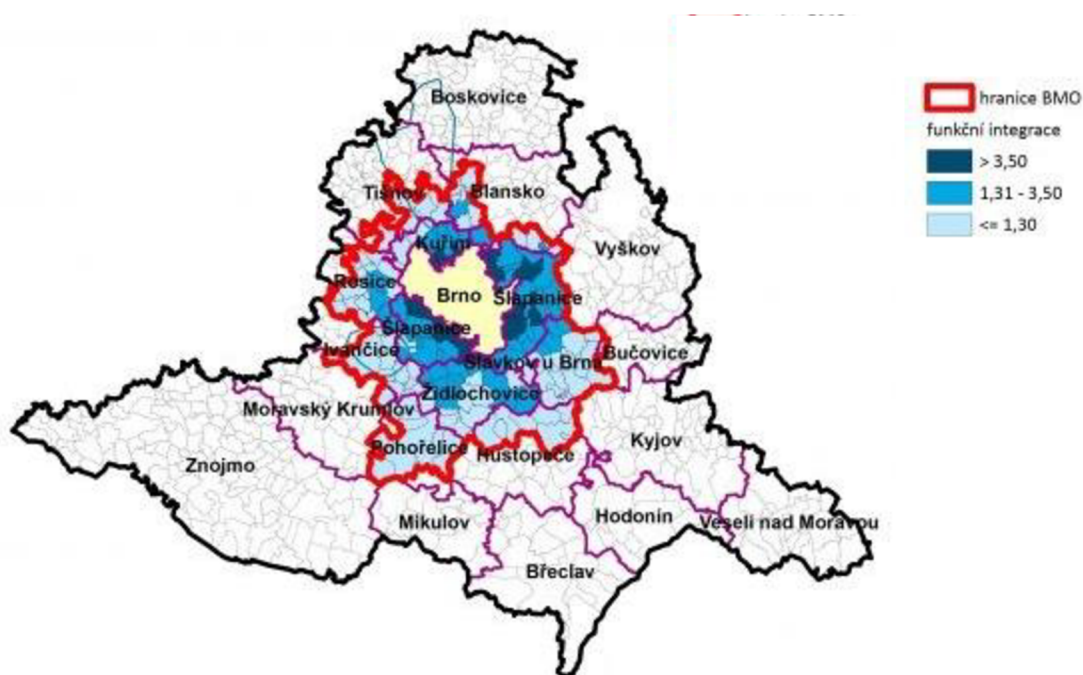 hranice BMO
funkční integrace
> 3,50
1,31 - 3,50
<= 1,30
Boskovice
Tišnov
Blansko
Kuřim
Vyškov
Rosice
Brno
Šlapanice
Šlapanice
Ivančice
Slavkov u Brna
Bučovice
Židlochovice
Moravský Krumlov
Kyjov
Pohořelice
Hustopeče
Znojmo
Mikulov
Hodonín
Veselí nad Moravou
Břeclav